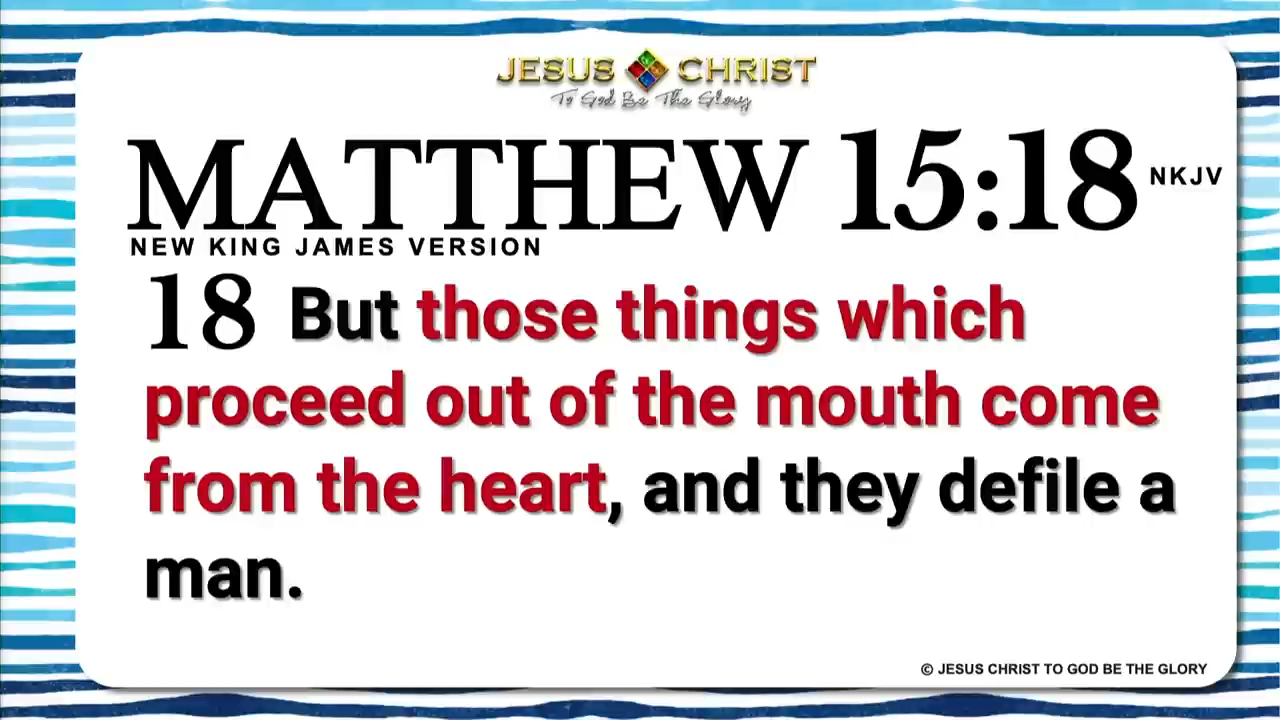 JESUS CHRIST
To God Be The Glory
MATTHEW 15:18 NKJV
NEW KING JAMES VERSION
18 But those things which
proceed out of the mouth come
from the heart, and they defile a
man.
© JESUS CHRIST TO GOD BE THE GLORY